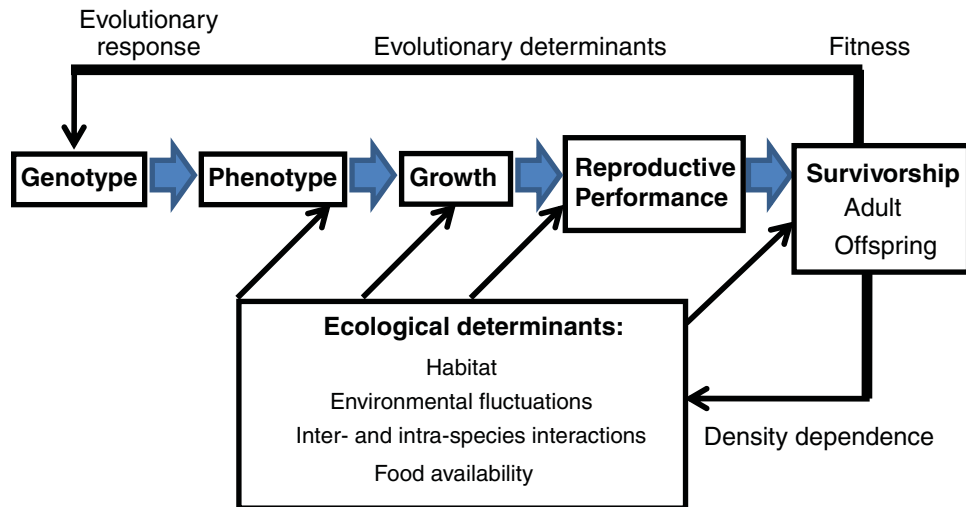 Evolutionary
response
Evolutionary determinants
Fitness
Genotype
Phenotype
Growth
Reproductive
Performance
Survivorship
Adult
Offspring
Ecological determinants:
Habitat
Environmental fluctuations
Inter- and intra-species interactions
Food availability
Density dependence